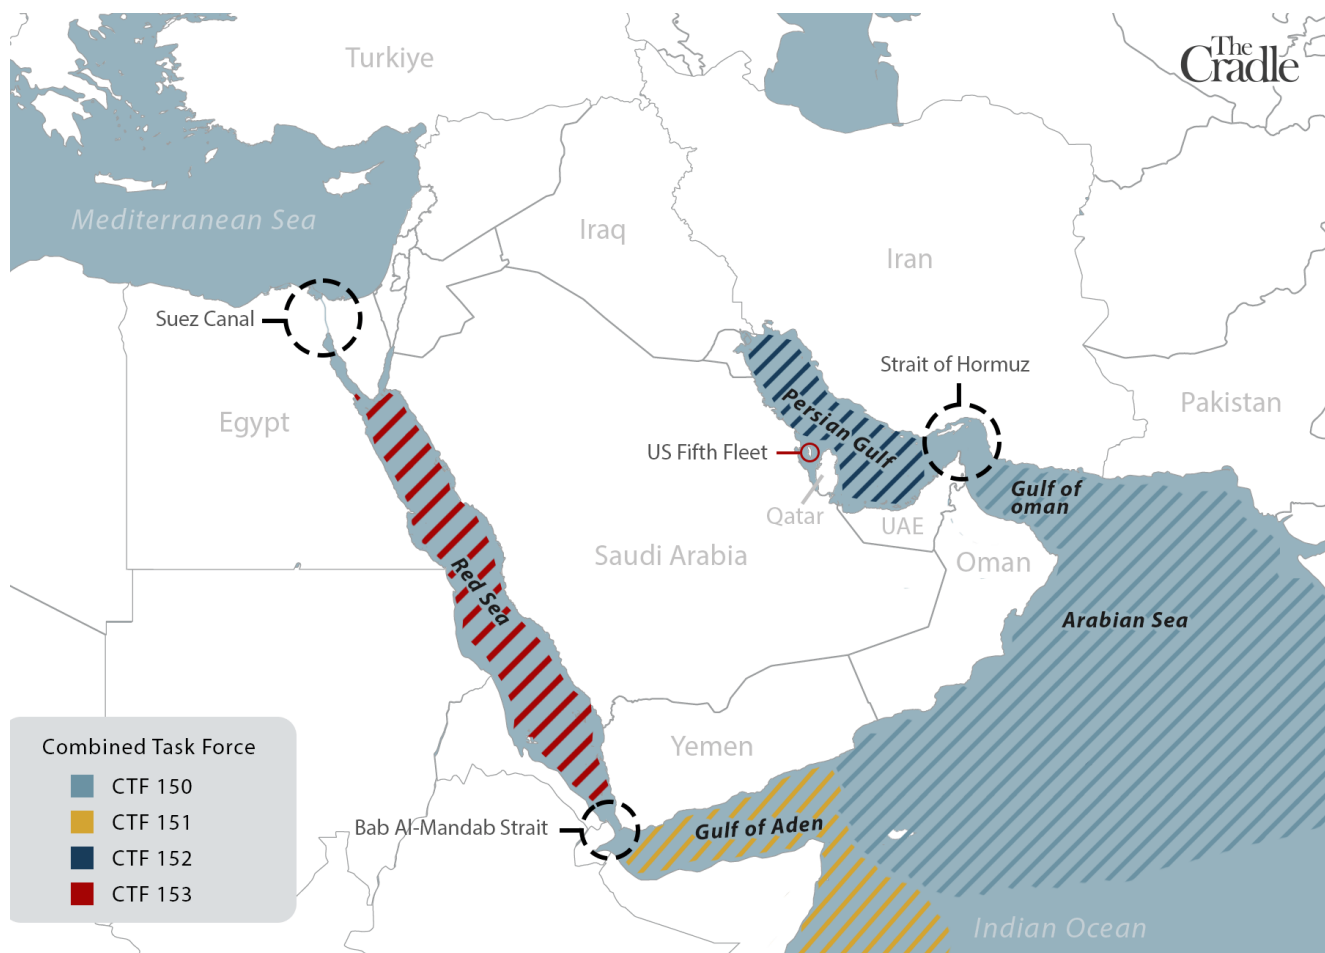 The
Cradle
Turkiye
Mediterranean Sea
Iraq
Iran
Suez Canal
Strait of Hormuz
Egypt
Persian Gulf
Pakistan
US Fifth Fleet
Gulf of
oman
Qatar
UAE
Saudi Arabia
Oman
Red Sea
Arabian Sea
Yemen
Combined Task Force
CTF 150
CTF 151
CTF 152
CTF 153
Bab Al-Mandab Strait
Gulf of Aden
Indian Ocean